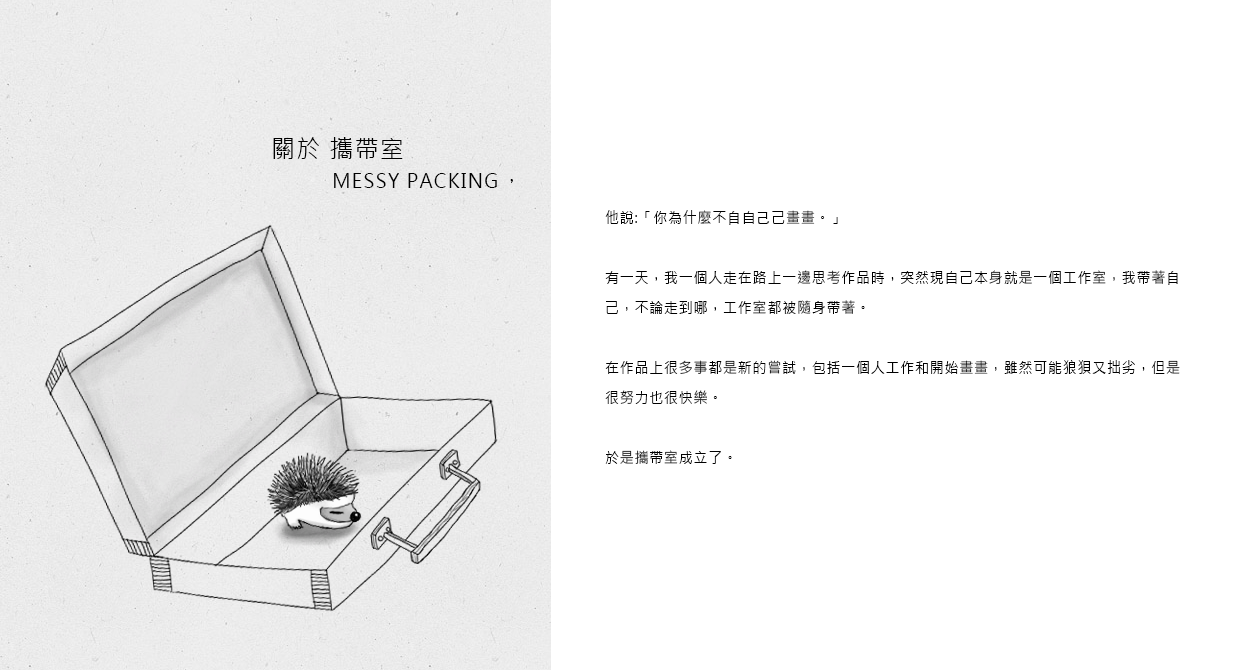 關於 攜帶室
MESSY PACKING，
他說:「你為什麼不自自己己畫畫。」
有一天，我一個人走在路上一邊思考作品時，突然現自己本身就是一個工作室，我帶著自
己，不論走到哪，工作室都被隨身帶著。
在作品上很多事都是新的嘗試，包括一個人工作和開始畫畫，雖然可能狼狽又拙劣，但是
很努力也很快樂。
於是攜帶室成立了。